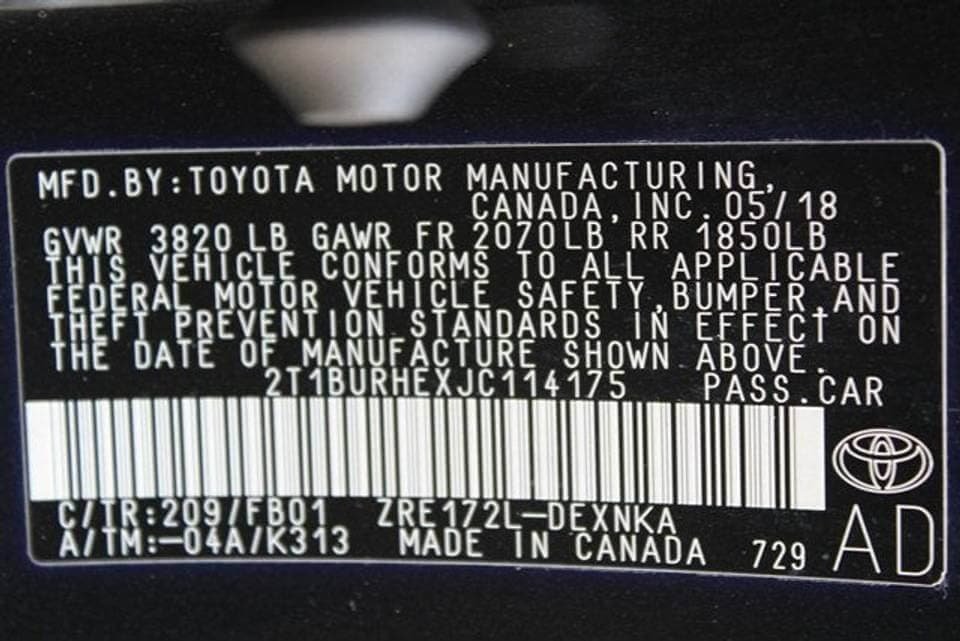 MFD.BY:TOYOTA MOTOR MANUFACTURING,
CANADA, INC. 05/18
GVWR 3820 LB GAWR FR 2070LB RR 1850LB
THIS VEHICLE CONFORMS TO ALL APPLICABLE
FEDERAL MOTOR VEHICLE SAFETY,BUMPER,AND
THEFT PREVENTION STANDARDS IN EFFECT ON
THE DATE OF MANUFACTURE SHOWN ABOVE.
2T1BURHEXJC114175 PASS.CAR
C/TR:209/FB01 ZRE172L-DEXNKA
A/TM:-04A/K313 MADE IN CANADA 729 AD